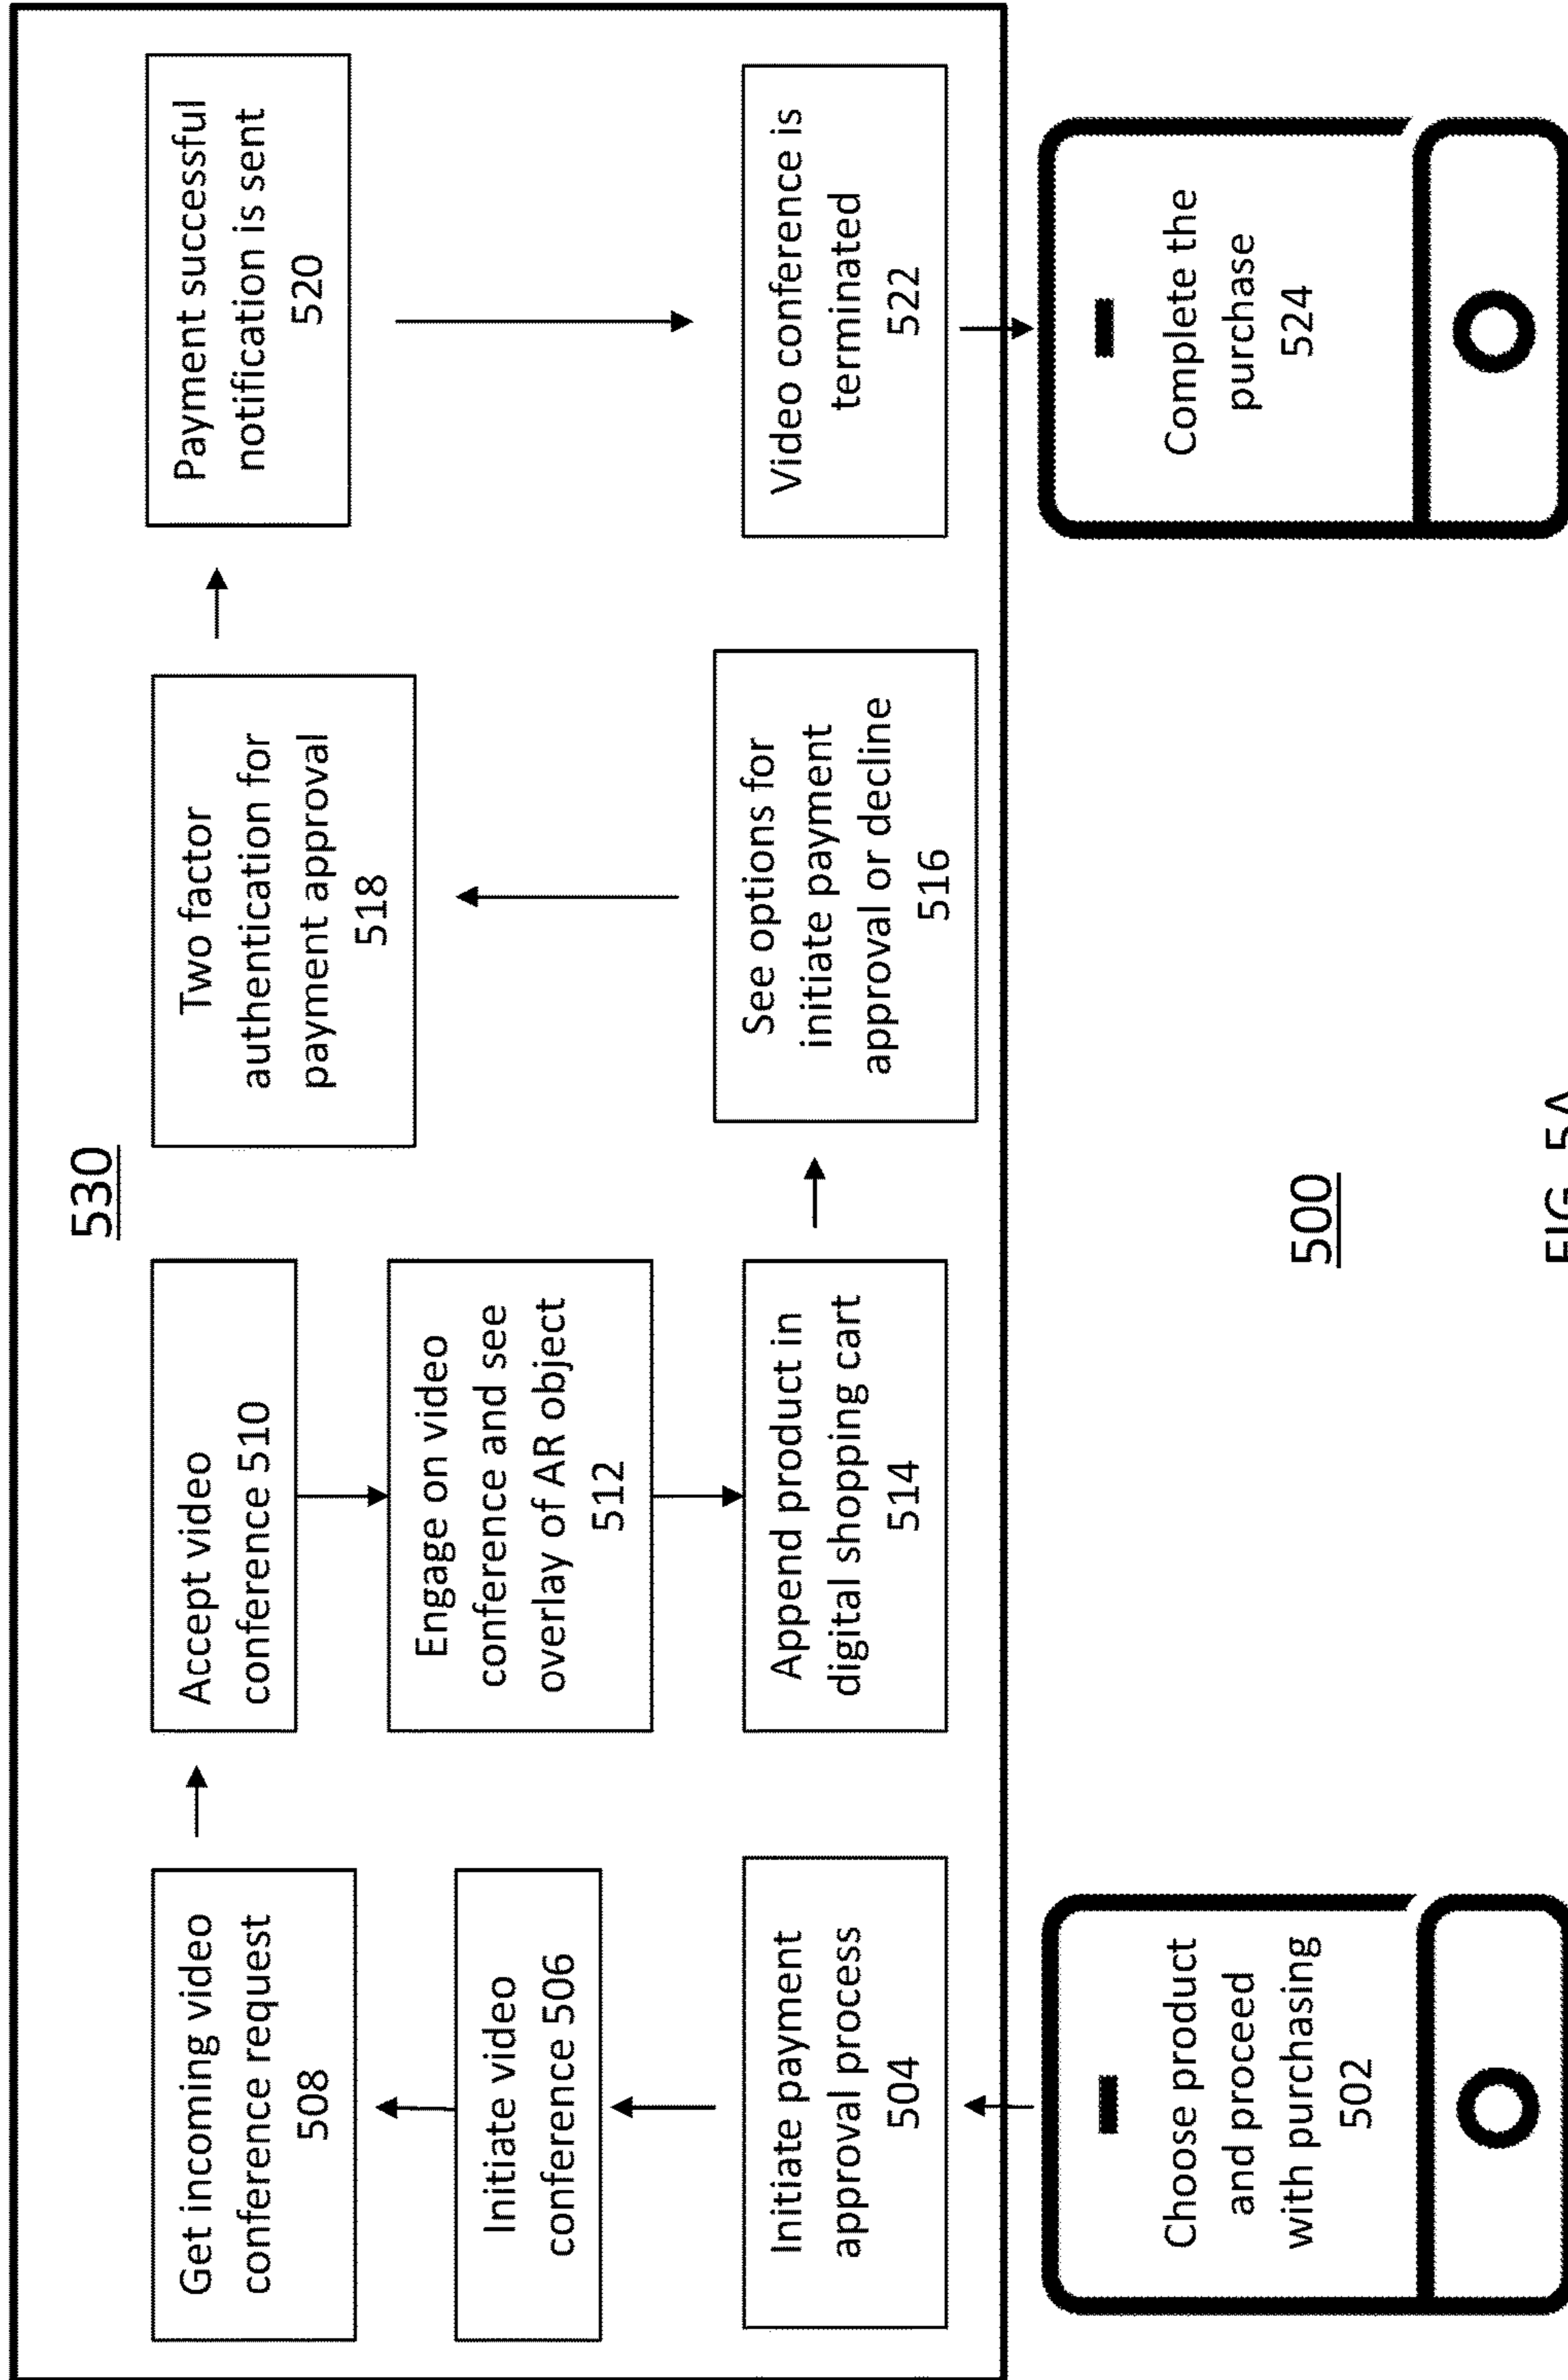 530
Get incoming video
conference request
508
Initiate video
conference 506
Initiate payment
approval process
504
Choose product
and proceed
with purchasing
502
Accept video
conference 510
Engage on video
conference and see
overlay of AR object
512
Append product in
digital shopping cart
514
Two factor
authentication for
payment approval
518
See options for
initiate payment
approval or decline
516
Payment successful
notification is sent
520
Video conference is
terminated
522
Complete the
purchase
524
500
FIG. 5A